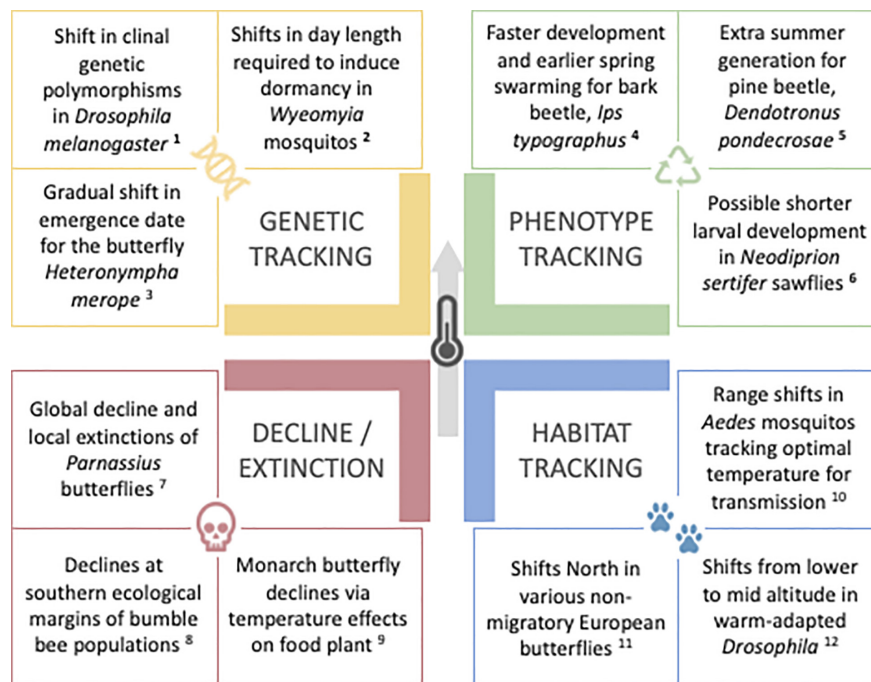 Shift in clinal
genetic
polymorphisms
in Drosophila
melanogaster 1
Shifts in day length
required to induce
dormancy in
Wyeomyia
mosquitos 2
Gradual shift in
emergence date
for the butterfly
Heteronympha
merope 3
GENETIC
TRACKING
Faster development
and earlier spring
swarming for bark
beetle, Ips
typographus 4
Extra summer
generation for
pine beetle,
Dendotronus
pondecrosae 5
PHENOTYPE
TRACKING
Possible shorter
larval development
in Neodiprion
sertifer sawflies 6
Global decline and
local extinctions of
Parnassius
butterflies 7
DECLINE /
EXTINCTION
Declines at
southern ecological
margins of bumble
bee populations 8
Monarch butterfly
declines via
temperature effects
on food plant 9
HABITAT
TRACKING
Range shifts in
Aedes mosquitos
tracking optimal
temperature for
transmission 10
Shifts North in
various non-
migratory European
butterflies 11
Shifts from lower
to mid altitude in
warm-adapted
Drosophila 12